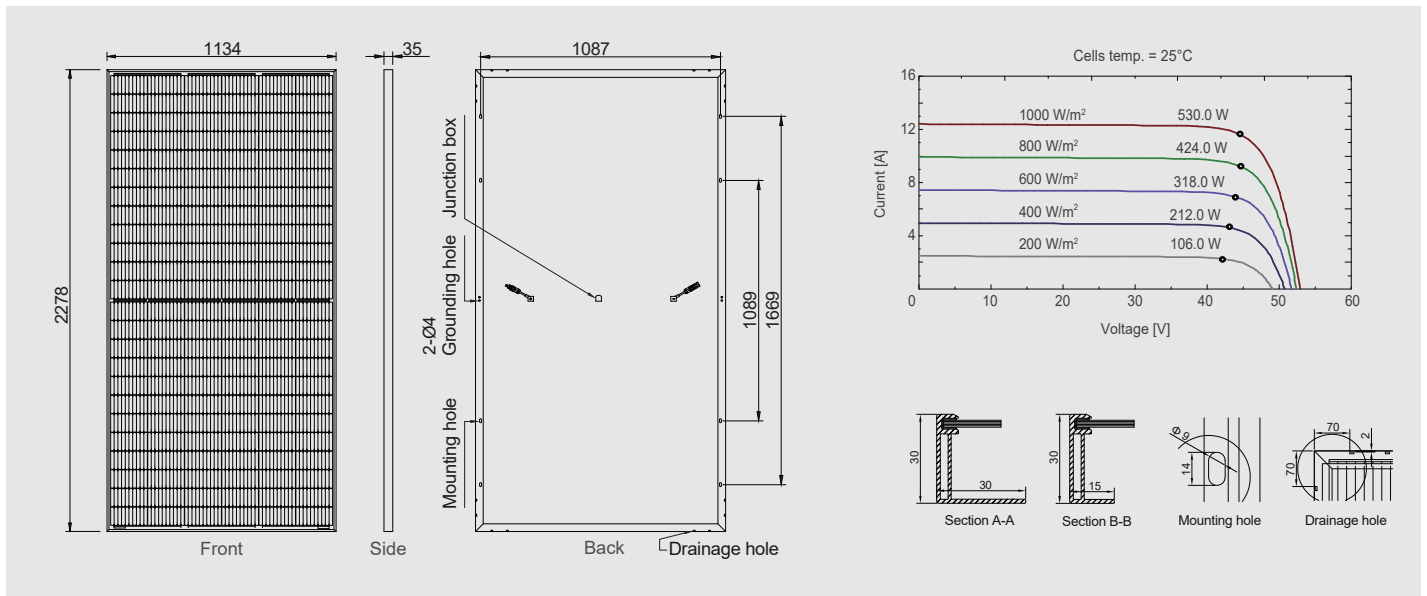 1134
35
1087
2278
Front
Side
Junction box
2-Ø4
Grounding hole
Mounting hole
1089
1669
Back
Drainage hole
Cells temp. = 25°C
16
12
8
4
Current [A]
1000 W/m² 530.0 W
800 W/m² 424.0 W
600 W/m² 318.0 W
400 W/m² 212.0 W
200 W/m² 106.0 W
0 10 20 30 40 50 60
Voltage [V]
30
30
Section A-A
30
15
Section B-B
Φ 9
14
Mounting hole
70
2
70
Drainage hole